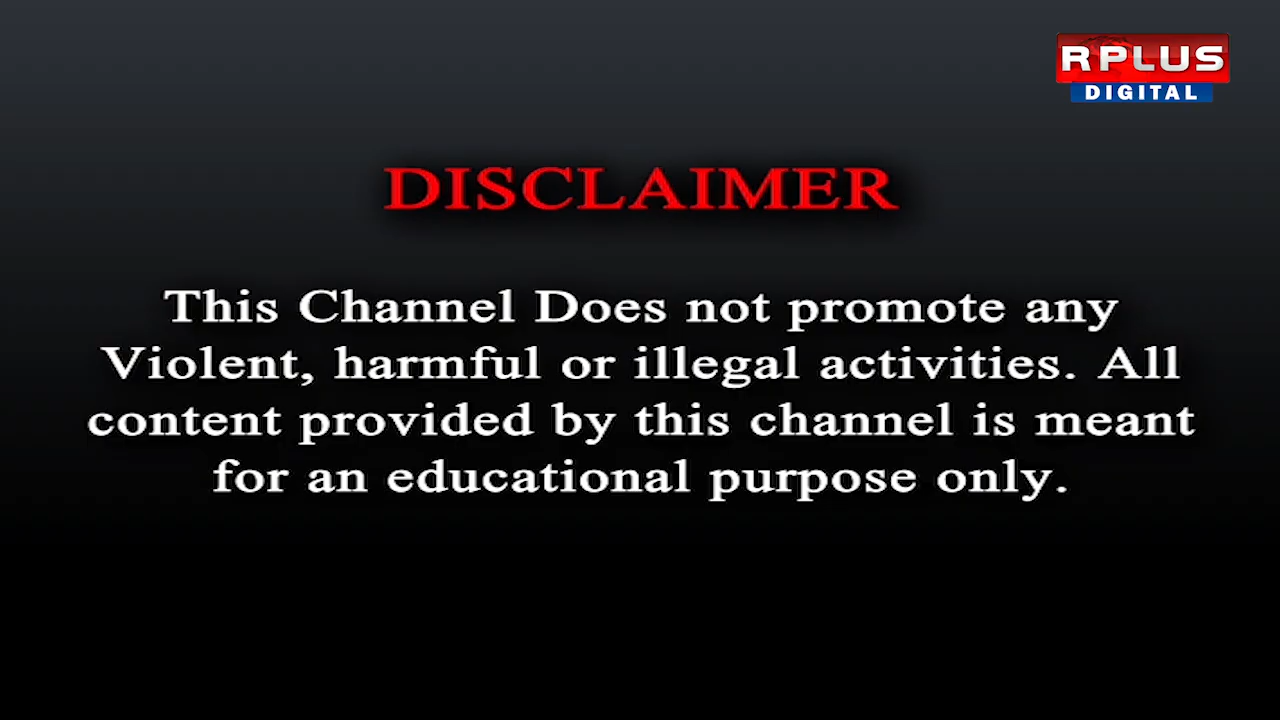 RPLUS
DIGITAL
DISCLAIMER
This Channel Does not promote any
Violent, harmful or illegal activities. All
content provided by this channel is meant
for an educational purpose only.